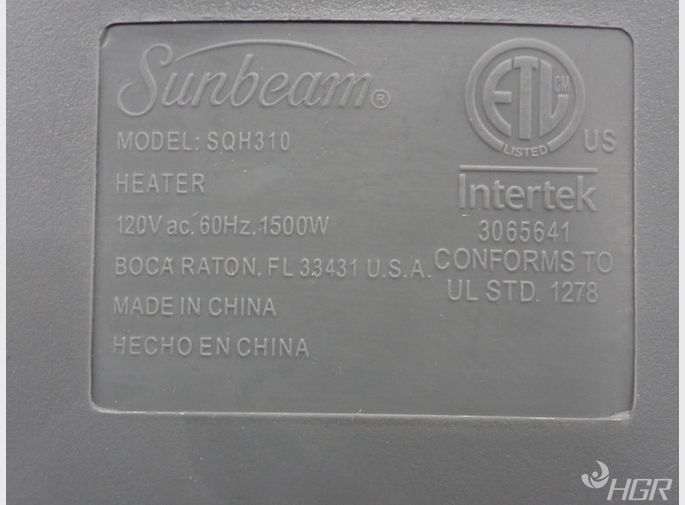 Sunbeam®
MODEL: SQH310
HEATER
120V ac, 60Hz, 1500W
BOCA RATON, FL 33431 U.S.A.
MADE IN CHINA
HECHO EN CHINA
ETL CM
LISTED
US
Intertek
3065641
CONFORMS TO
UL STD. 1278
HGR